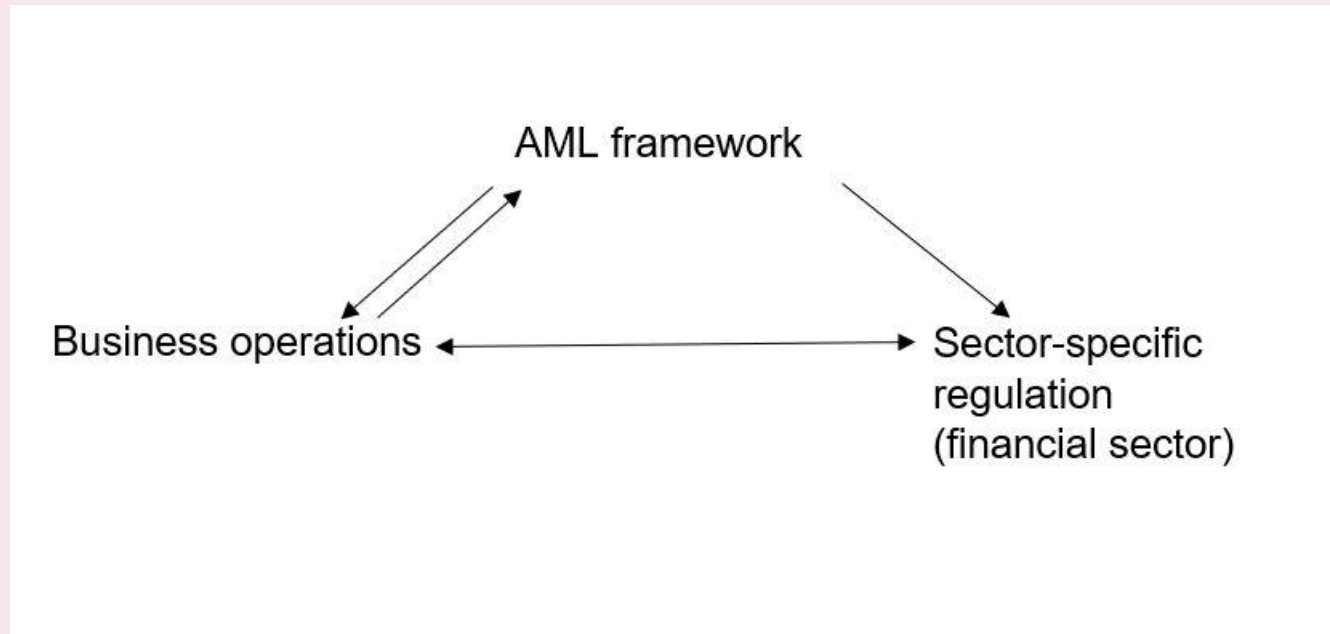 AML framework
Business operations
Sector-specific
regulation
(financial sector)